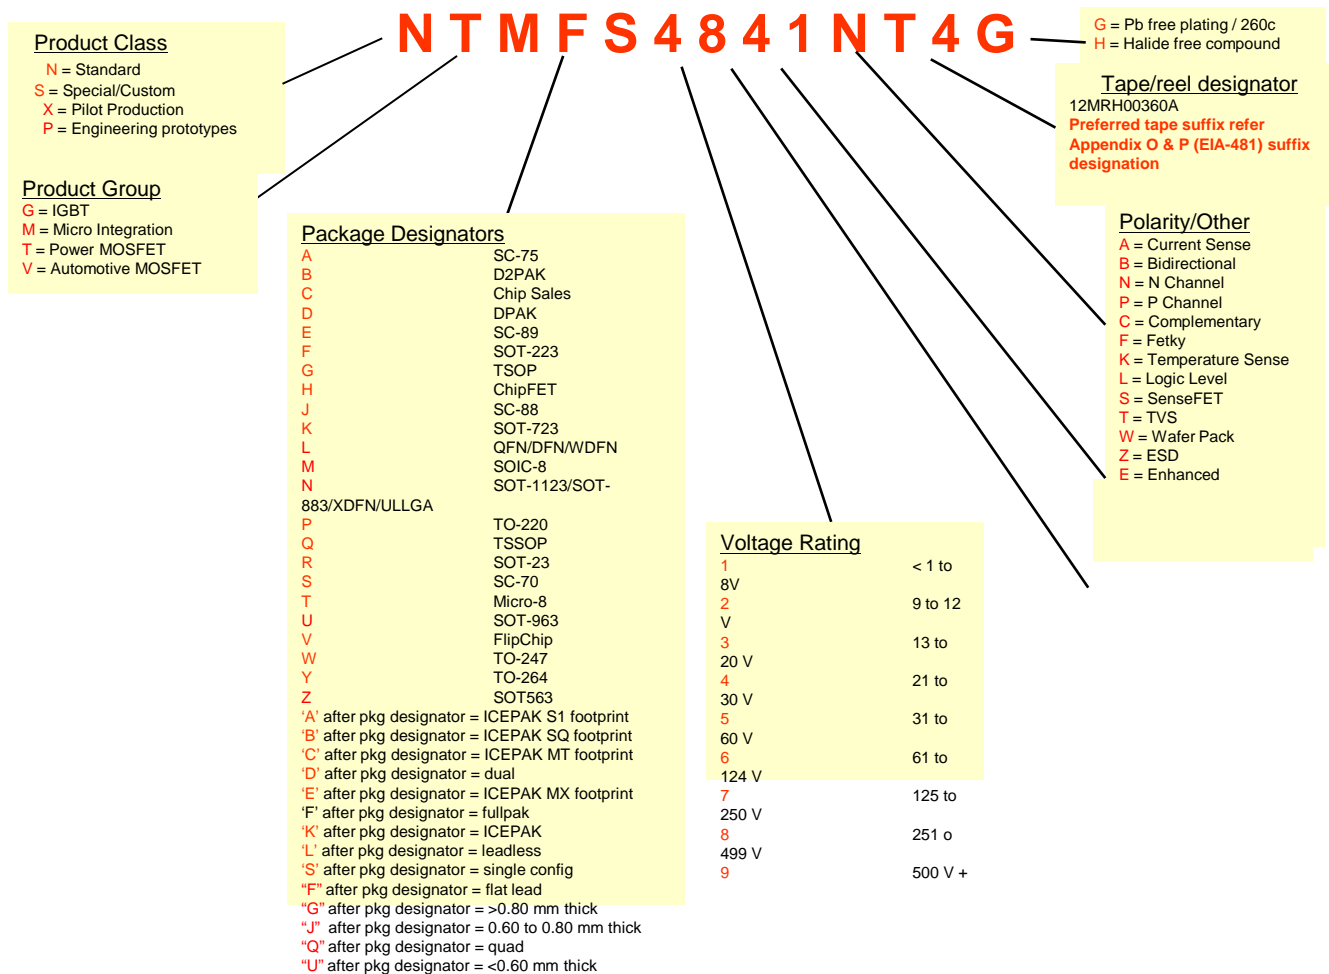 N T M F S 4 8 4 1 N T 4 G
Product Class
N = Standard
S = Special/Custom
X = Pilot Production
P = Engineering prototypes
Product Group
G = IGBT
M = Micro Integration
T = Power MOSFET
V = Automotive MOSFET
Package Designators
A SC-75
B D2PAK
C Chip Sales
D DPAK
E SC-89
F SOT-223
G TSOP
H ChipFET
J SC-88
K SOT-723
L QFN/DFN/WDFN
M SOIC-8
N SOT-1123/SOT-
883/XDFN/ULLGA
P TO-220
Q TSSOP
R SOT-23
S SC-70
T Micro-8
U SOT-963
V FlipChip
W TO-247
Y TO-264
Z SOT563
‘A’ after pkg designator = ICEPAK S1 footprint
‘B’ after pkg designator = ICEPAK SQ footprint
‘C’ after pkg designator = ICEPAK MT footprint
‘D’ after pkg designator = dual
‘E’ after pkg designator = ICEPAK MX footprint
‘F’ after pkg designator = fullpak
‘K’ after pkg designator = ICEPAK
‘L’ after pkg designator = leadless
‘S’ after pkg designator = single config
“F” after pkg designator = flat lead
“G” after pkg designator = >0.80 mm thick
“J” after pkg designator = 0.60 to 0.80 mm thick
“Q” after pkg designator = quad
“U” after pkg designator = <0.60 mm thick
Voltage Rating
1 < 1 to
8V
2 9 to 12
V
3 13 to
20 V
4 21 to
30 V
5 31 to
60 V
6 61 to
124 V
7 125 to
250 V
8 251 o
499 V
9 500 V +
G = Pb free plating / 260c
H = Halide free compound
Tape/reel designator
12MRH00360A
Preferred tape suffix refer
Appendix O & P (EIA-481) suffix
designation
Polarity/Other
A = Current Sense
B = Bidirectional
N = N Channel
P = P Channel
C = Complementary
F = Fetky
K = Temperature Sense
L = Logic Level
S = SenseFET
T = TVS
W = Wafer Pack
Z = ESD
E = Enhanced